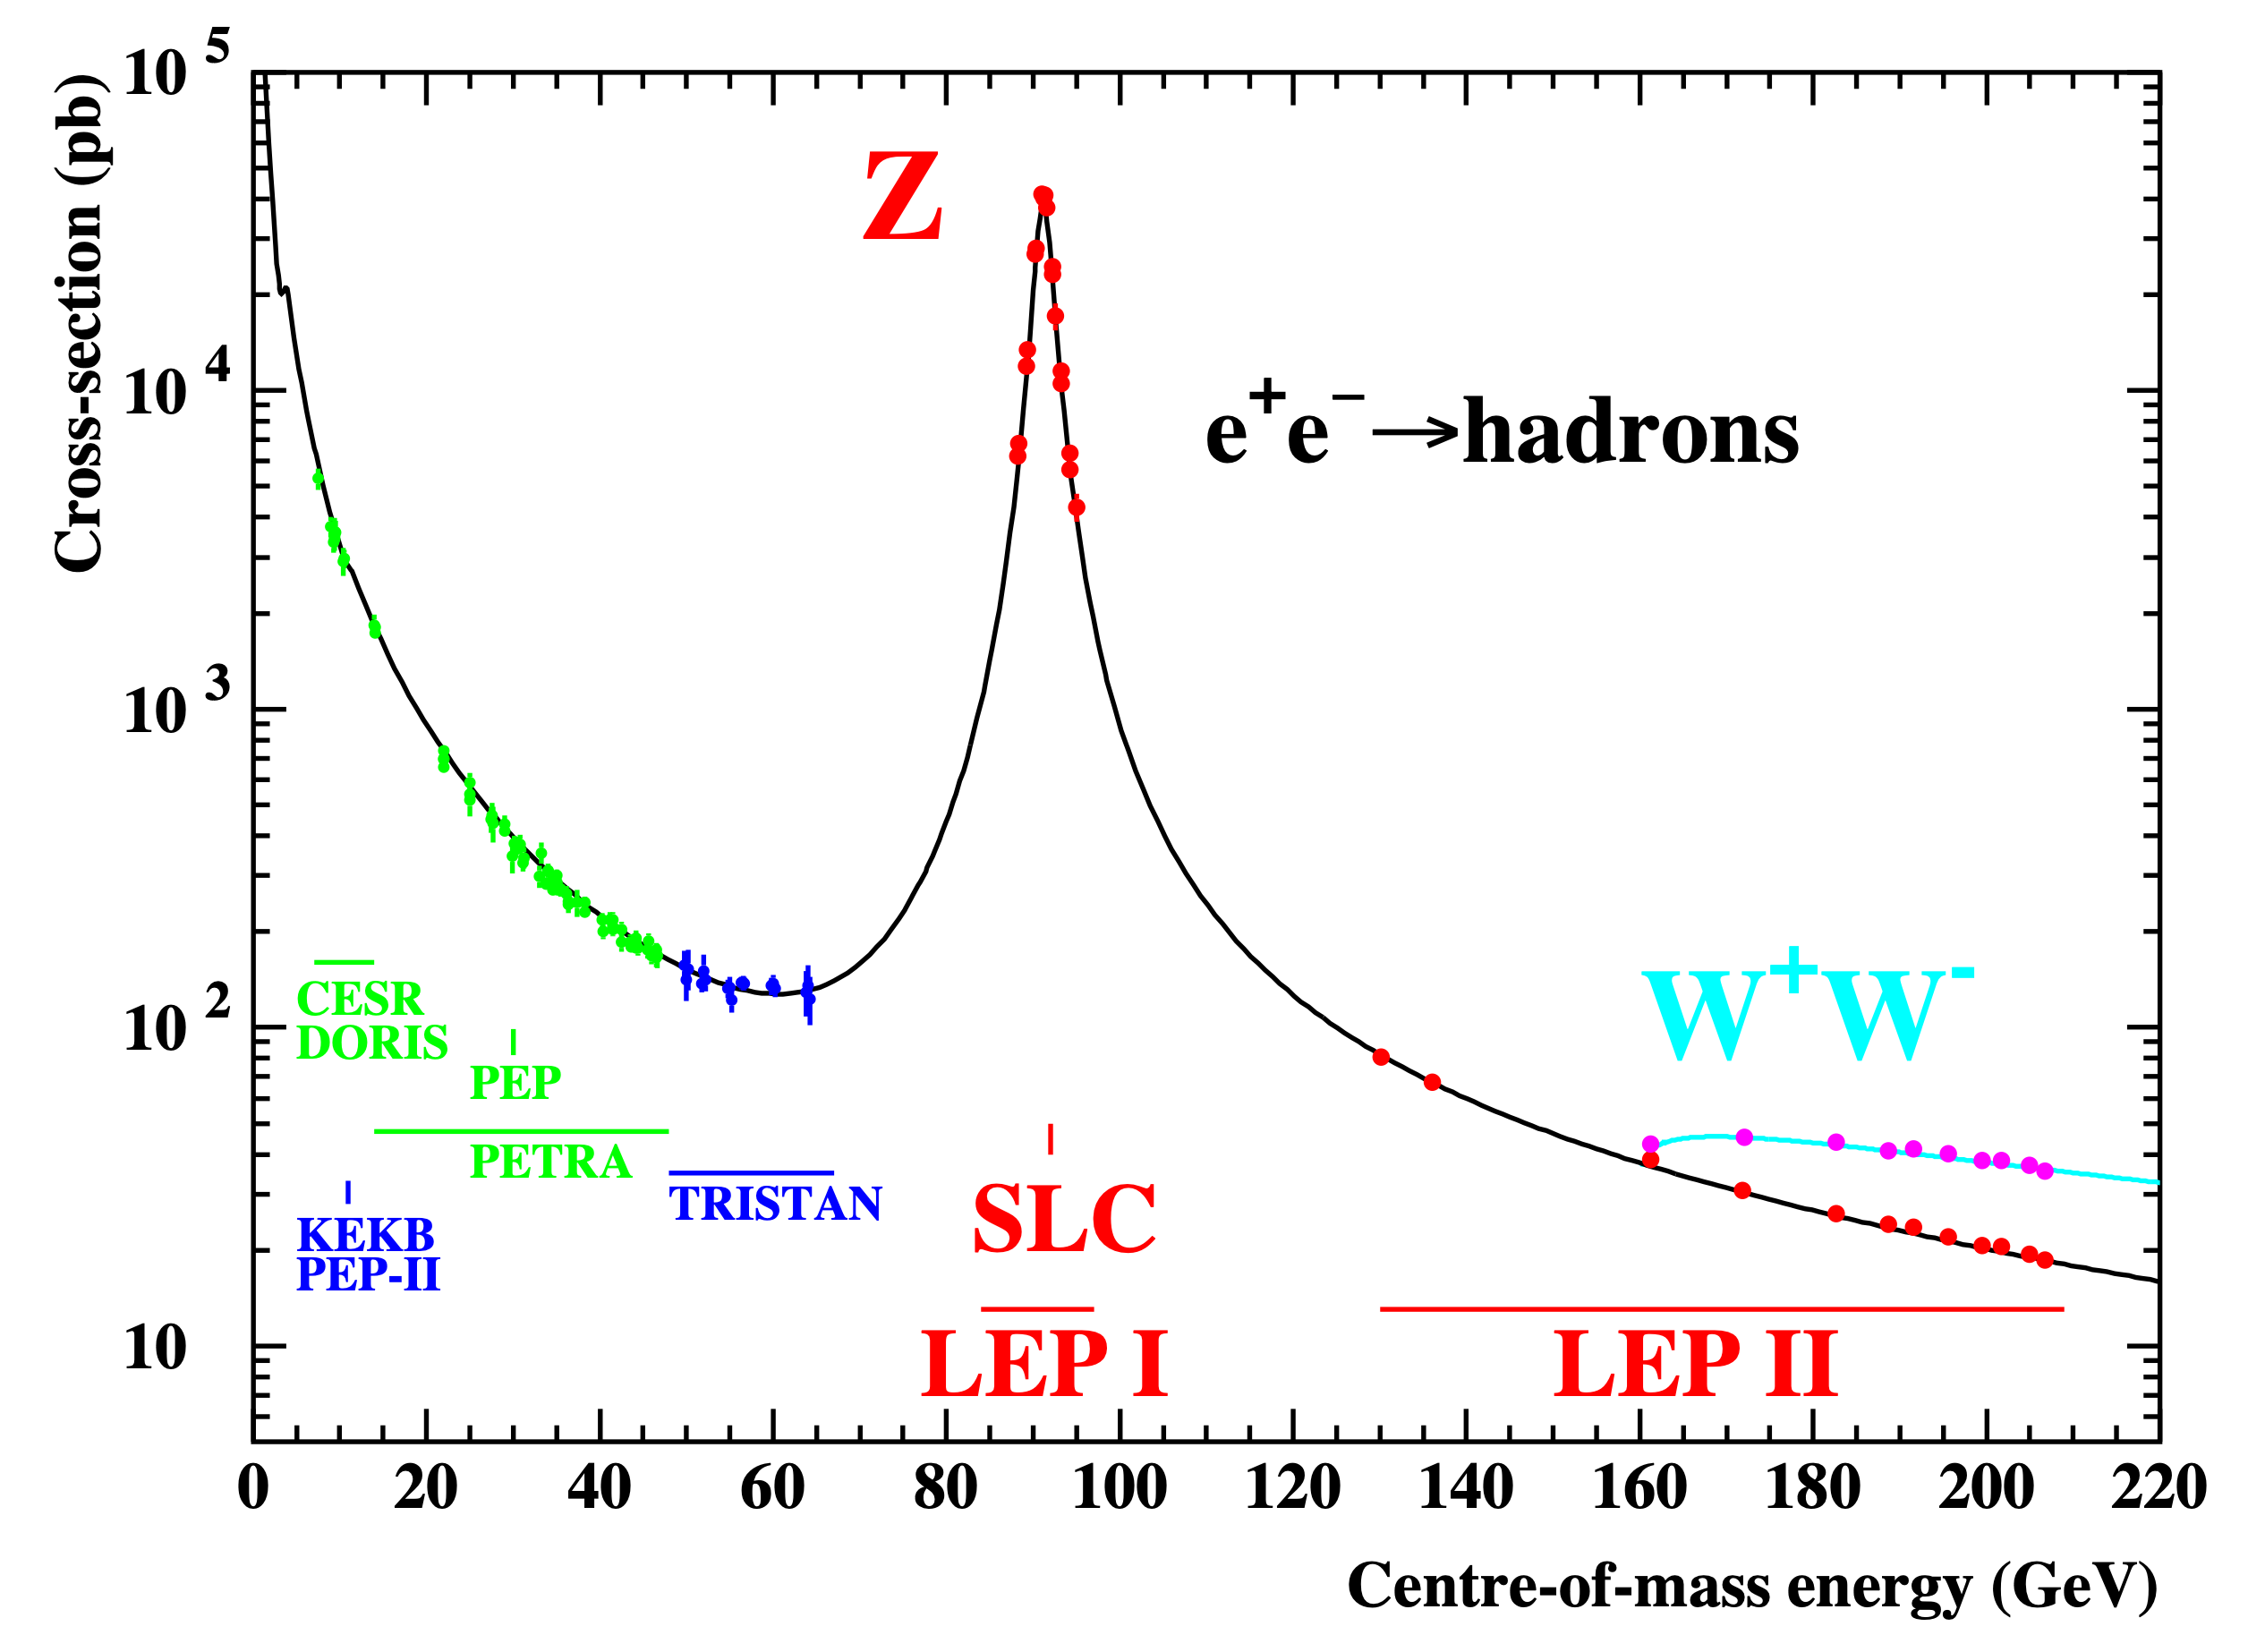 Cross-section (pb)
10^5
10^4
10^3
10^2
10
Z
e^+e^-→hadrons
W^+W^-
CESR
DORIS
PEP
PETRA
KEKB
PEP-II
TRISTAN
SLC
LEP I
LEP II
0 20 40 60 80 100 120 140 160 180 200 220
Centre-of-mass energy (GeV)